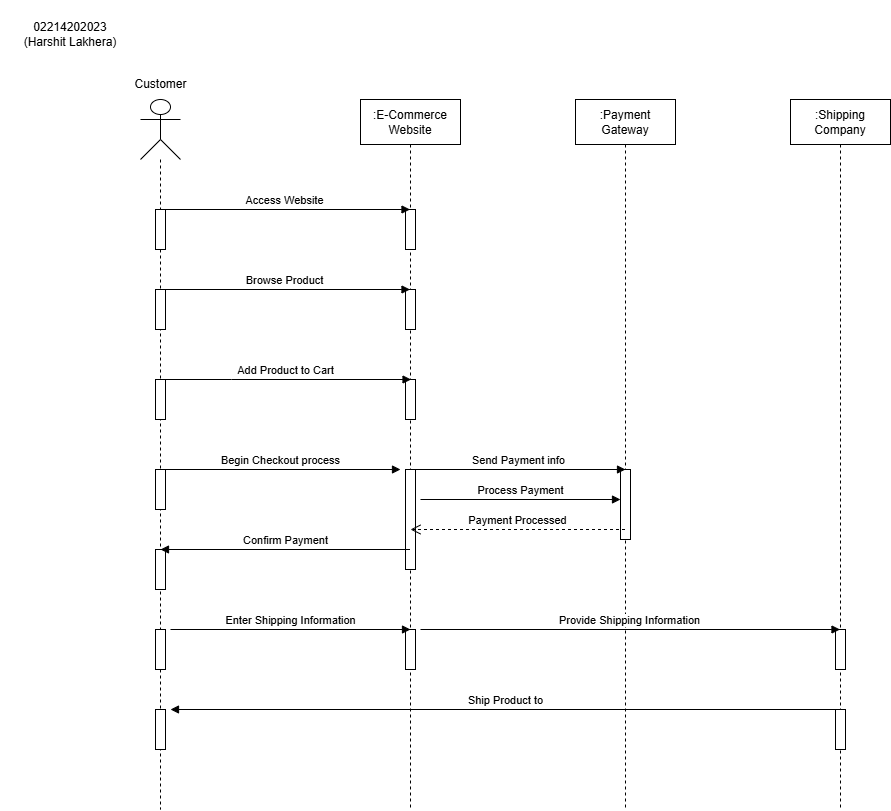 02214202023
(Harshit Lakhera)
Customer
:E-Commerce
Website
:Payment
Gateway
:Shipping
Company
Access Website
Browse Product
Add Product to Cart
Begin Checkout process
Send Payment info
Process Payment
Payment Processed
Confirm Payment
Enter Shipping Information
Provide Shipping Information
Ship Product to